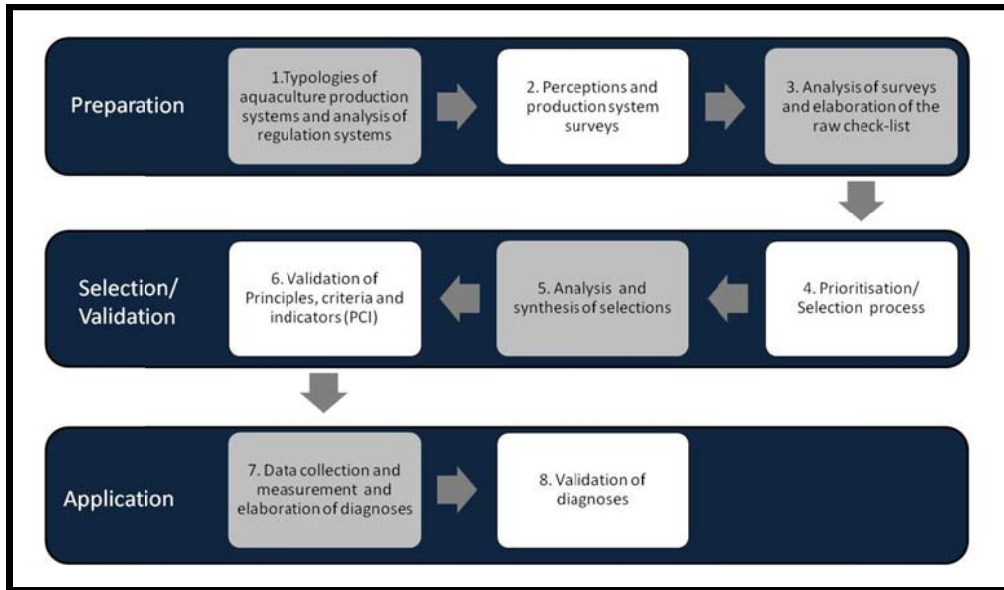 Preparation
1.Typologies of
aquaculture production
systems and analysis of
regulation systems
2. Perceptions and
production system
surveys
3. Analysis of surveys
and elaboration of the
raw check-list
Selection/
Validation
6. Validation of
Principles, criteria and
indicators (PCI)
5. Analysis and
synthesis of selections
4. Prioritisation/
Selection process
Application
7. Data collection and
measurement and
elaboration of diagnoses
8. Validation of
diagnoses